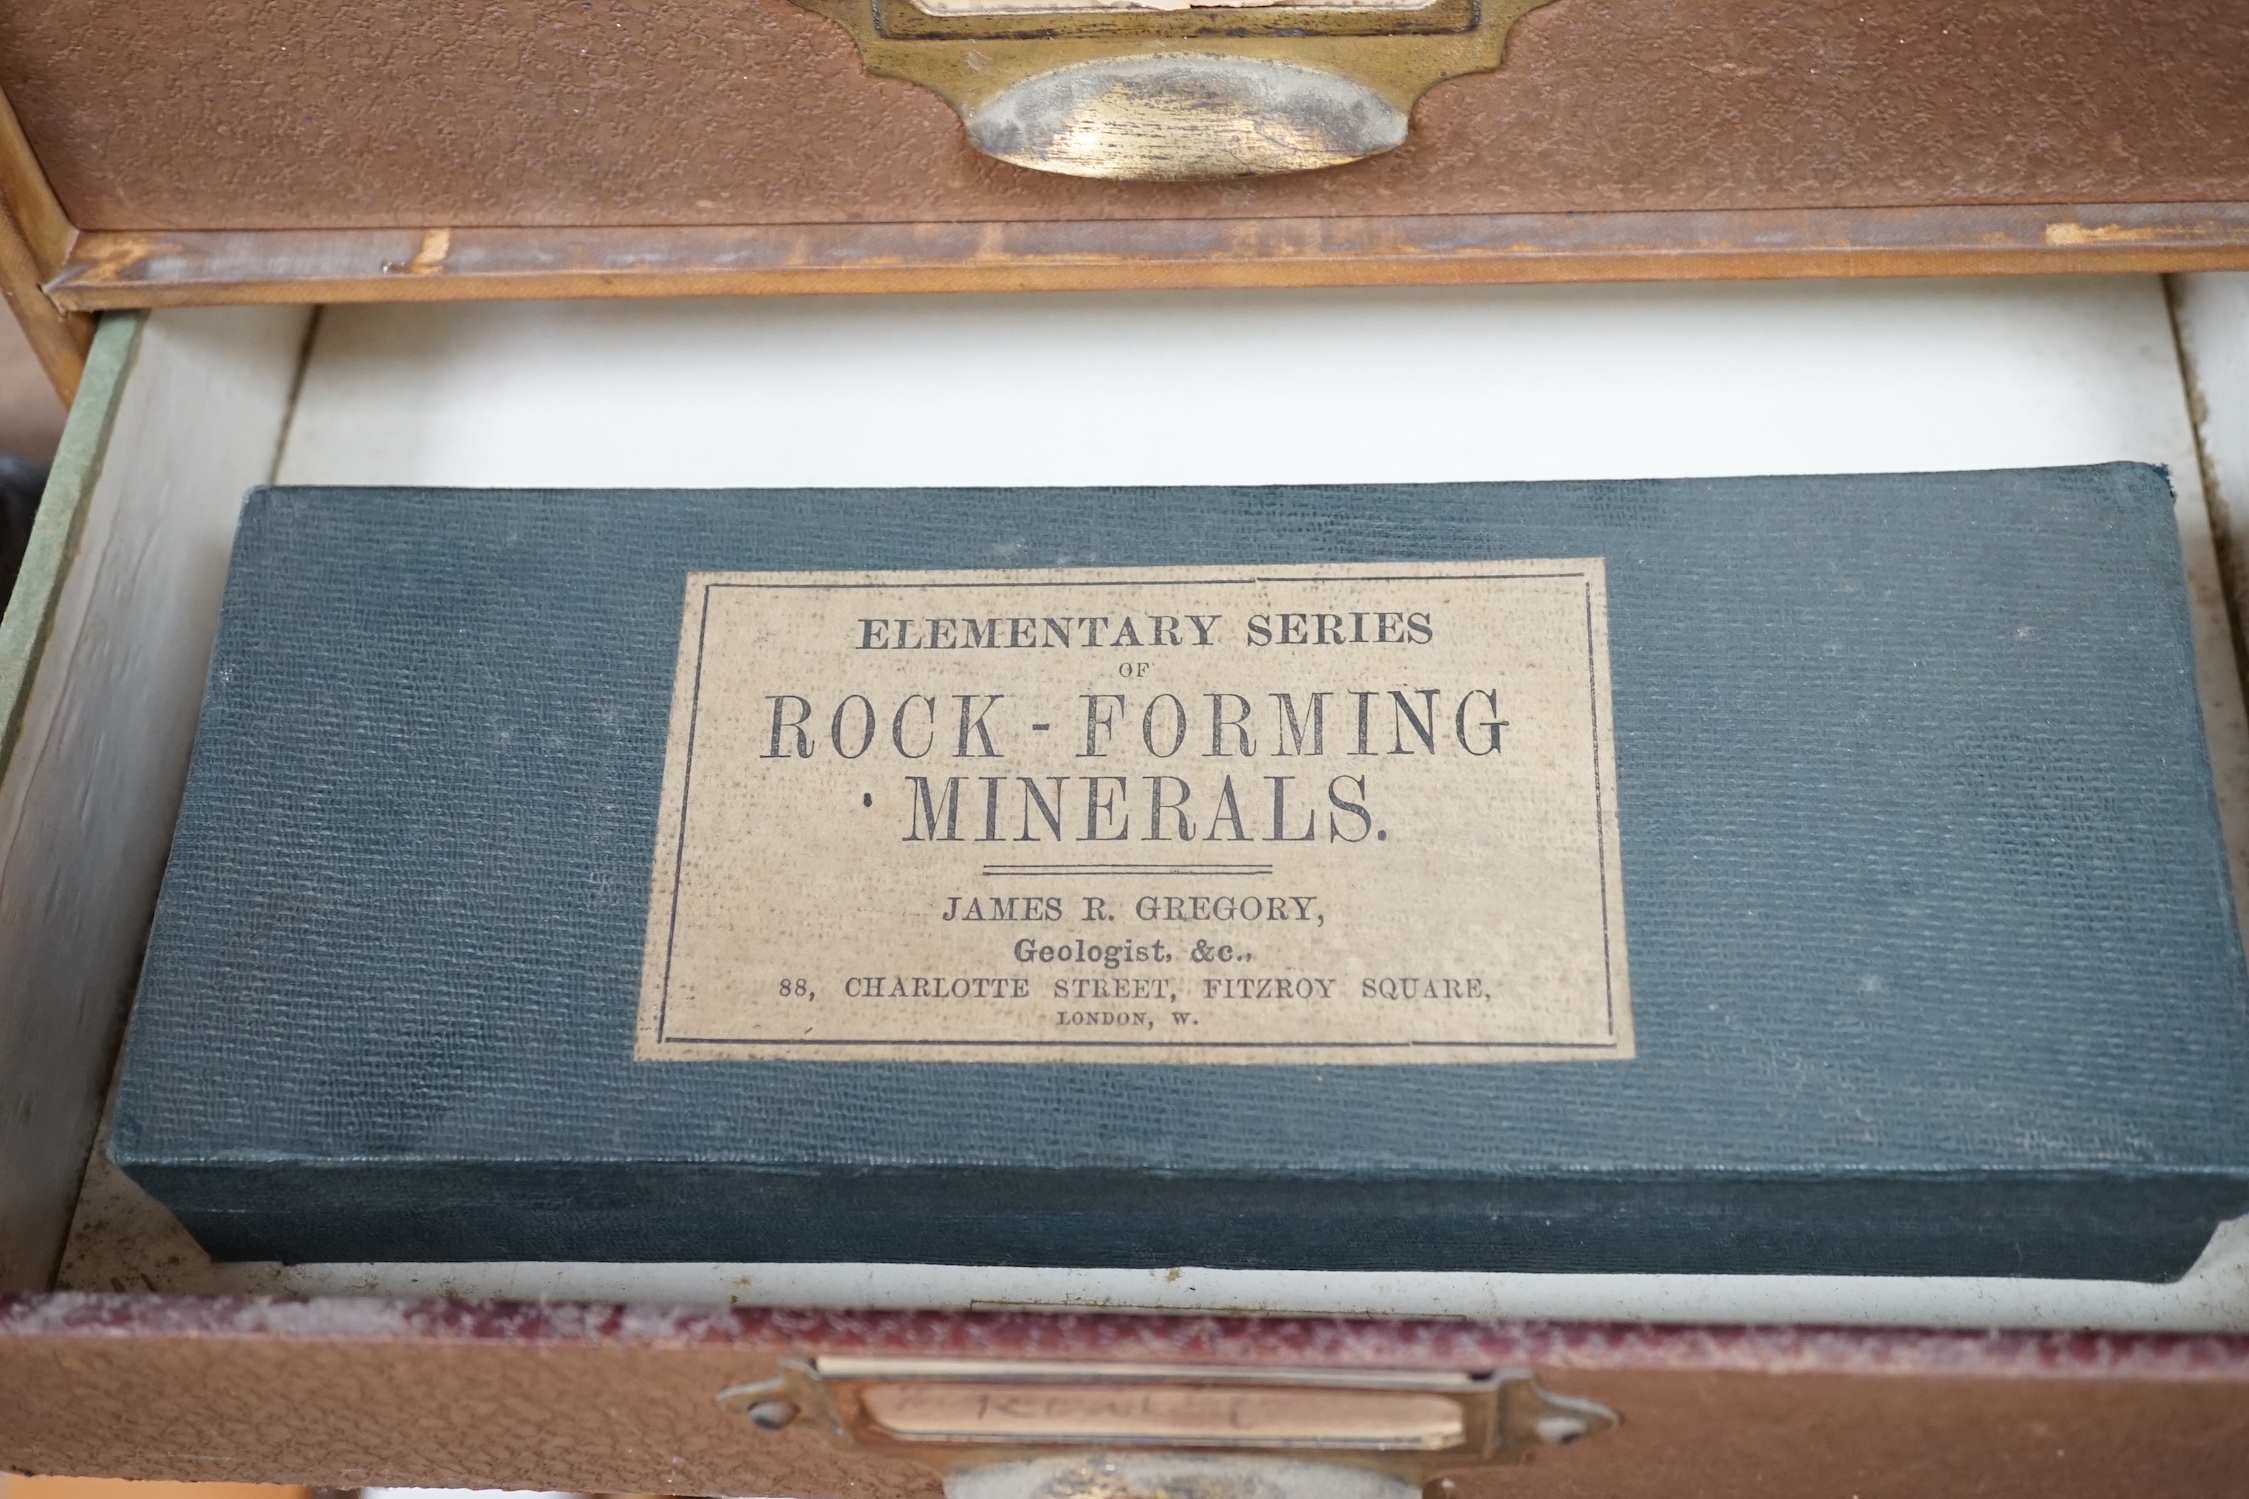 ELEMENTARY SERIES
OF
ROCK-FORMING
MINERALS.
JAMES R. GREGORY,
Geologist, &c.,
88, CHARLOTTE STREET, FITZROY SQUARE,
LONDON, W.